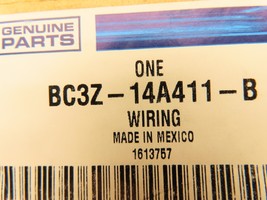 GENUINE
PARTS
ONE
BC3Z-14A411-B
WIRING
MADE IN MEXICO
1613757